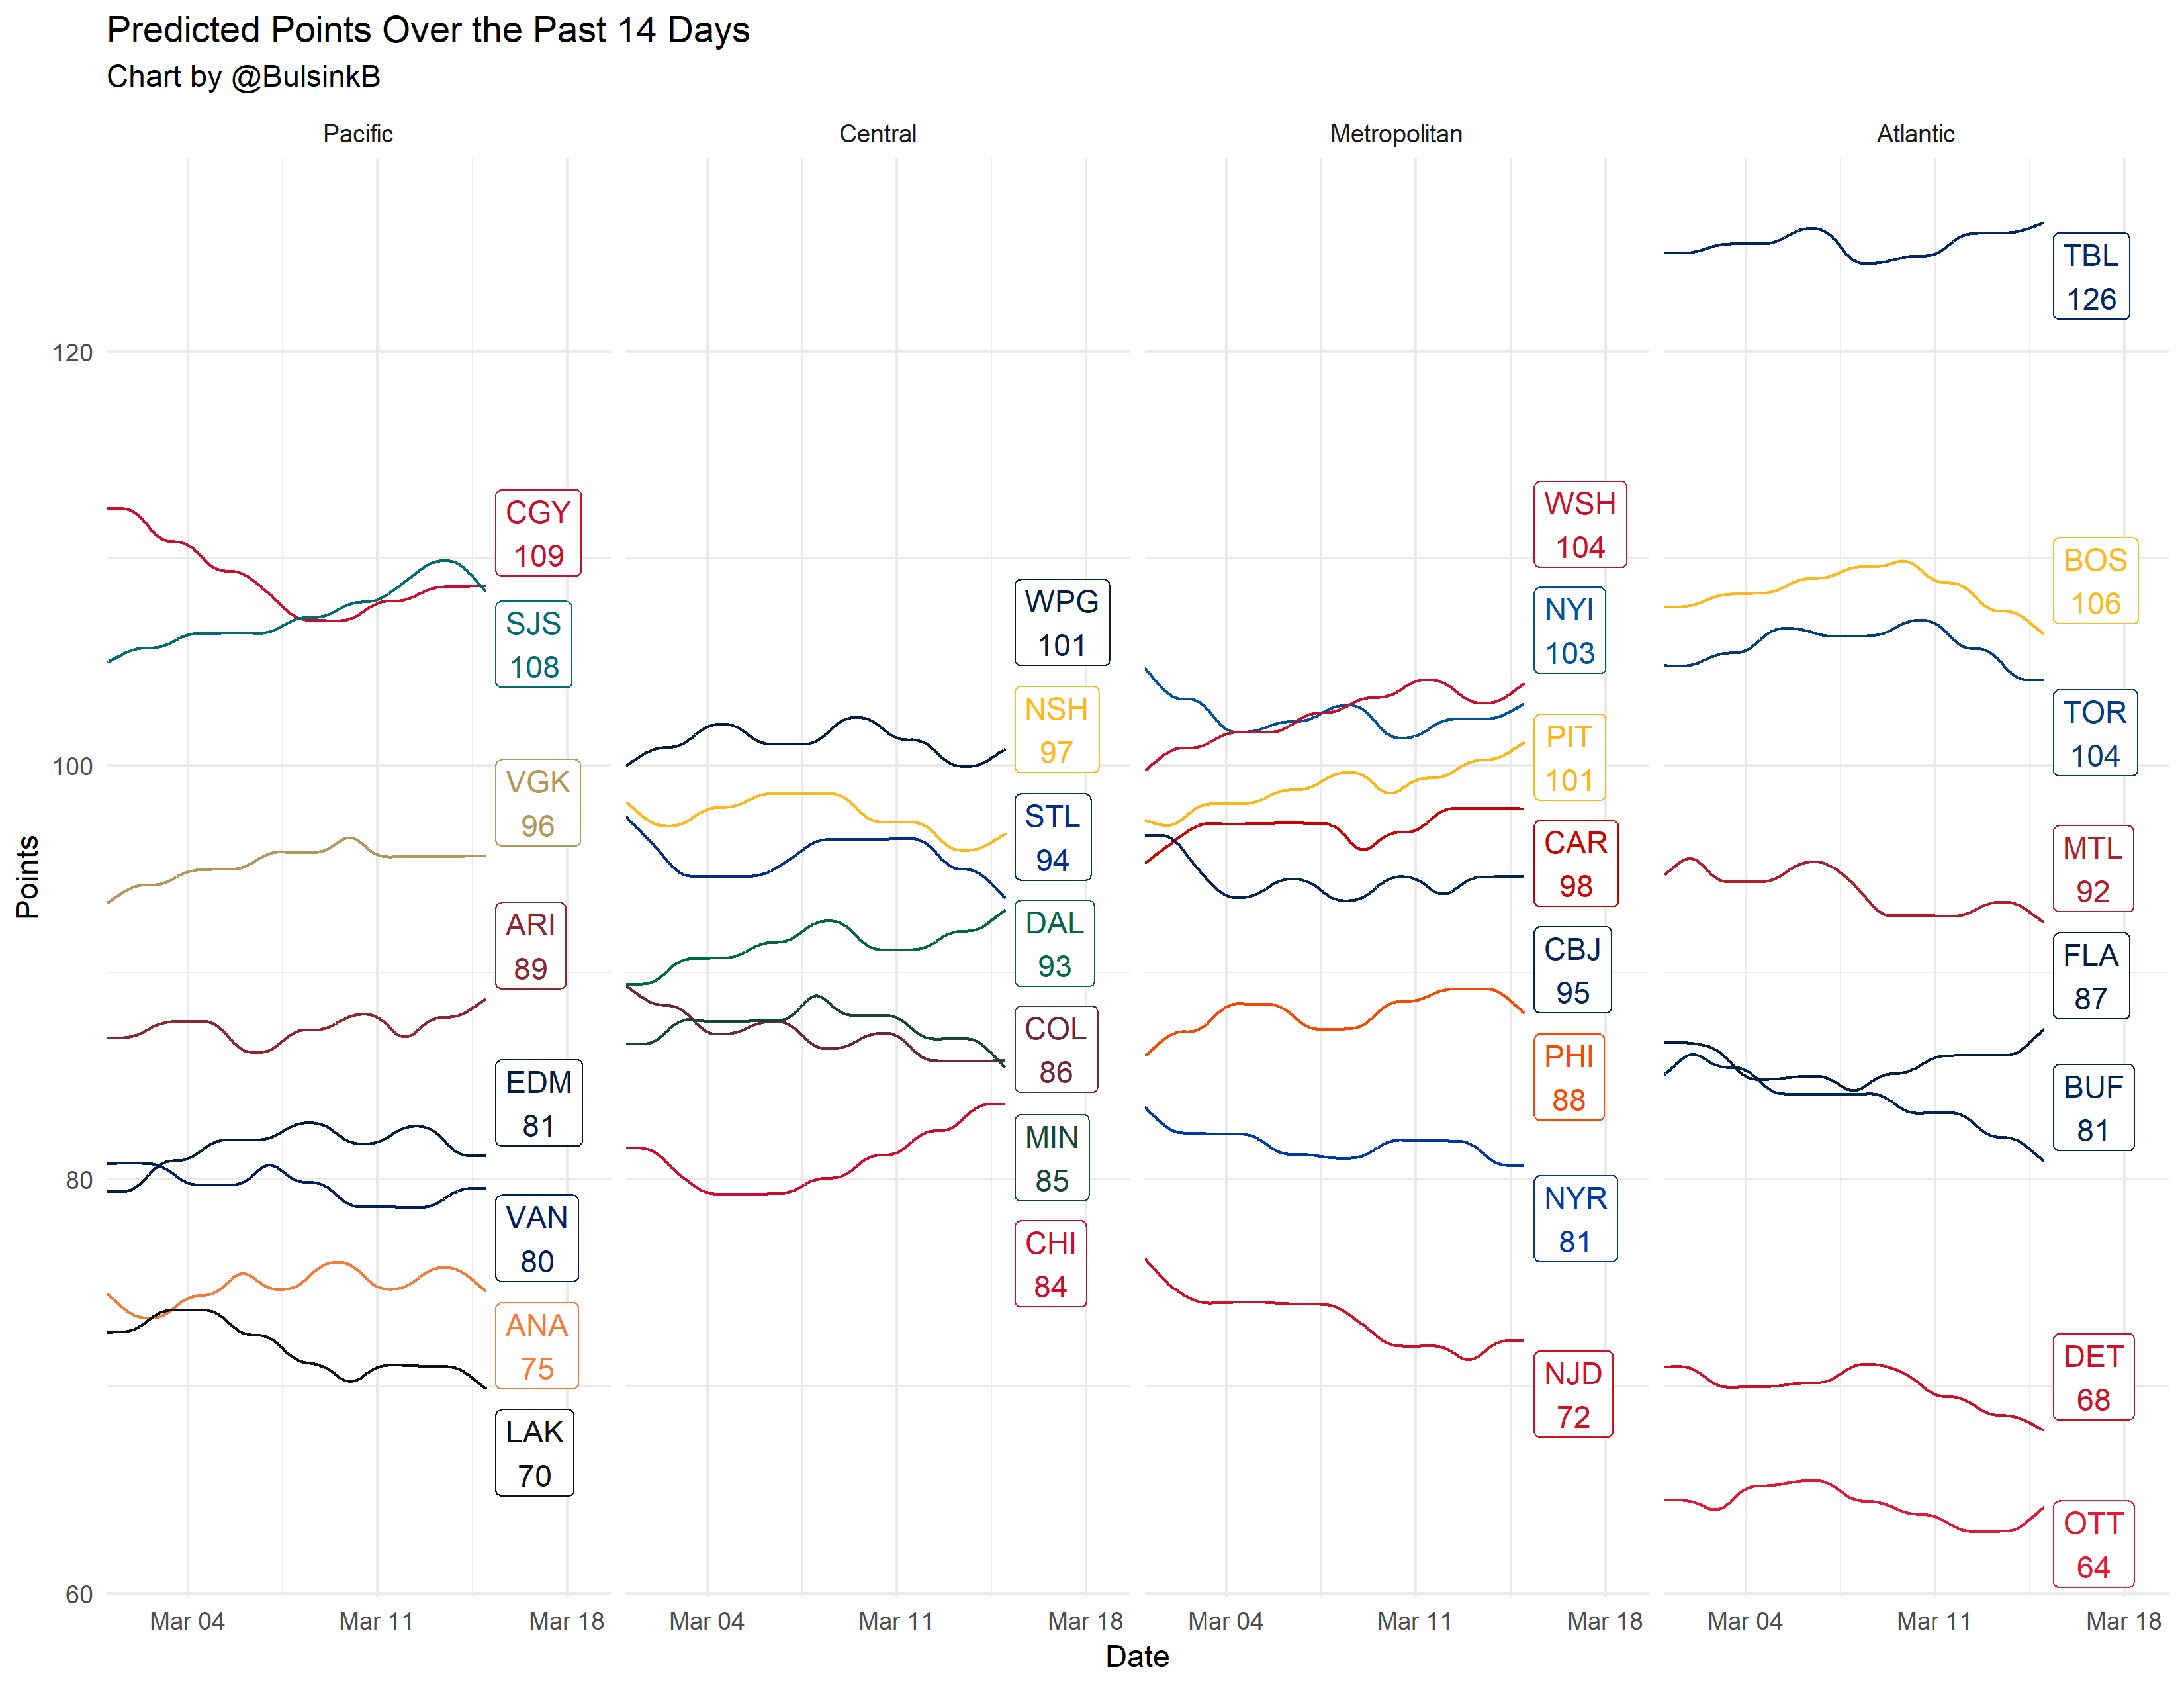 Predicted Points Over the Past 14 Days
Chart by @BulsinkB
Pacific
Central
Metropolitan
Atlantic
Points
120
100
80
60
CGY
109
SJS
108
VGK
96
ARI
89
EDM
81
VAN
80
ANA
75
LAK
70
WPG
101
NSH
97
STL
94
DAL
93
COL
86
MIN
85
CHI
84
WSH
104
NYI
103
PIT
101
CAR
98
CBJ
95
PHI
88
NYR
81
NJD
72
TBL
126
BOS
106
TOR
104
MTL
92
FLA
87
BUF
81
DET
68
OTT
64
Mar 04 Mar 11 Mar 18
Mar 04 Mar 11 Mar 18
Mar 04 Mar 11 Mar 18
Mar 04 Mar 11 Mar 18
Date